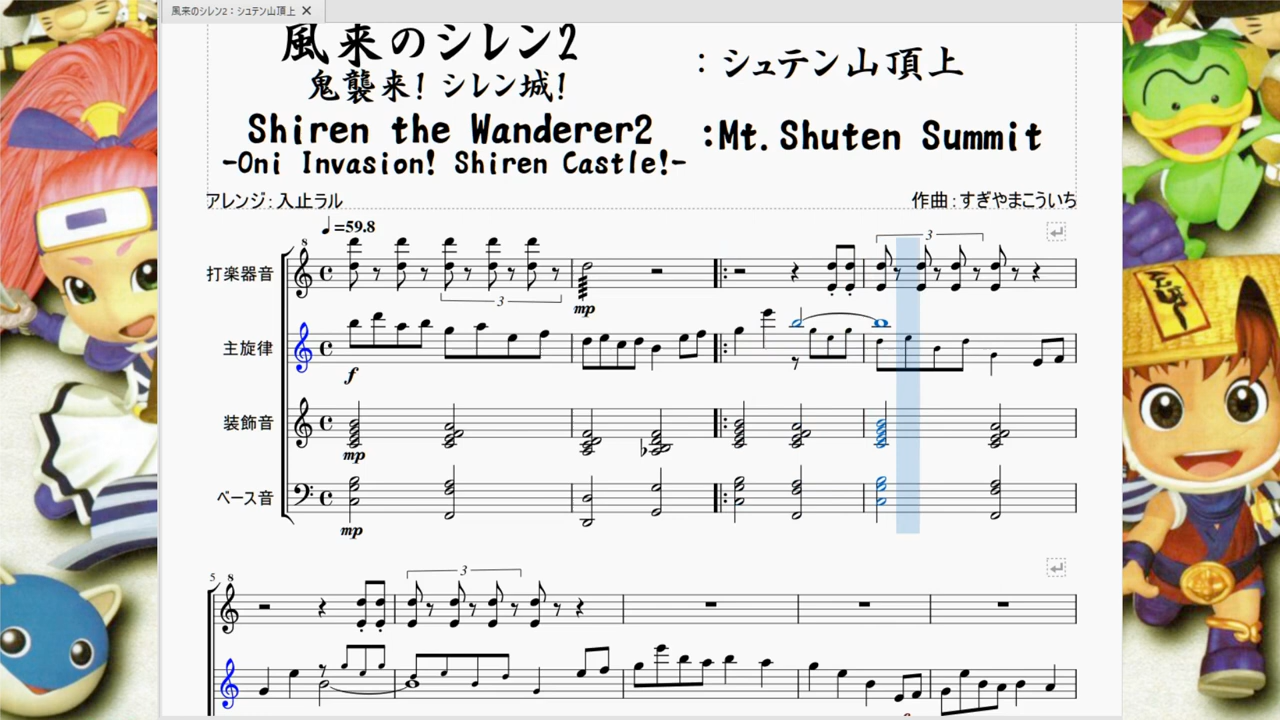 風来のシレン2：シュテン山頂上 ×
風来のシレン2
鬼襲来! シレン城!
：シュテン山頂上
Shiren the Wanderer2
-Oni Invasion! Shiren Castle!-
:Mt.Shuten Summit
アレンジ：入止ラル
作曲：すぎやまこういち
=59.8
8
打楽器音
3
3
mp
主旋律
f
装飾音
mp
ベース音
mp
5
8
3